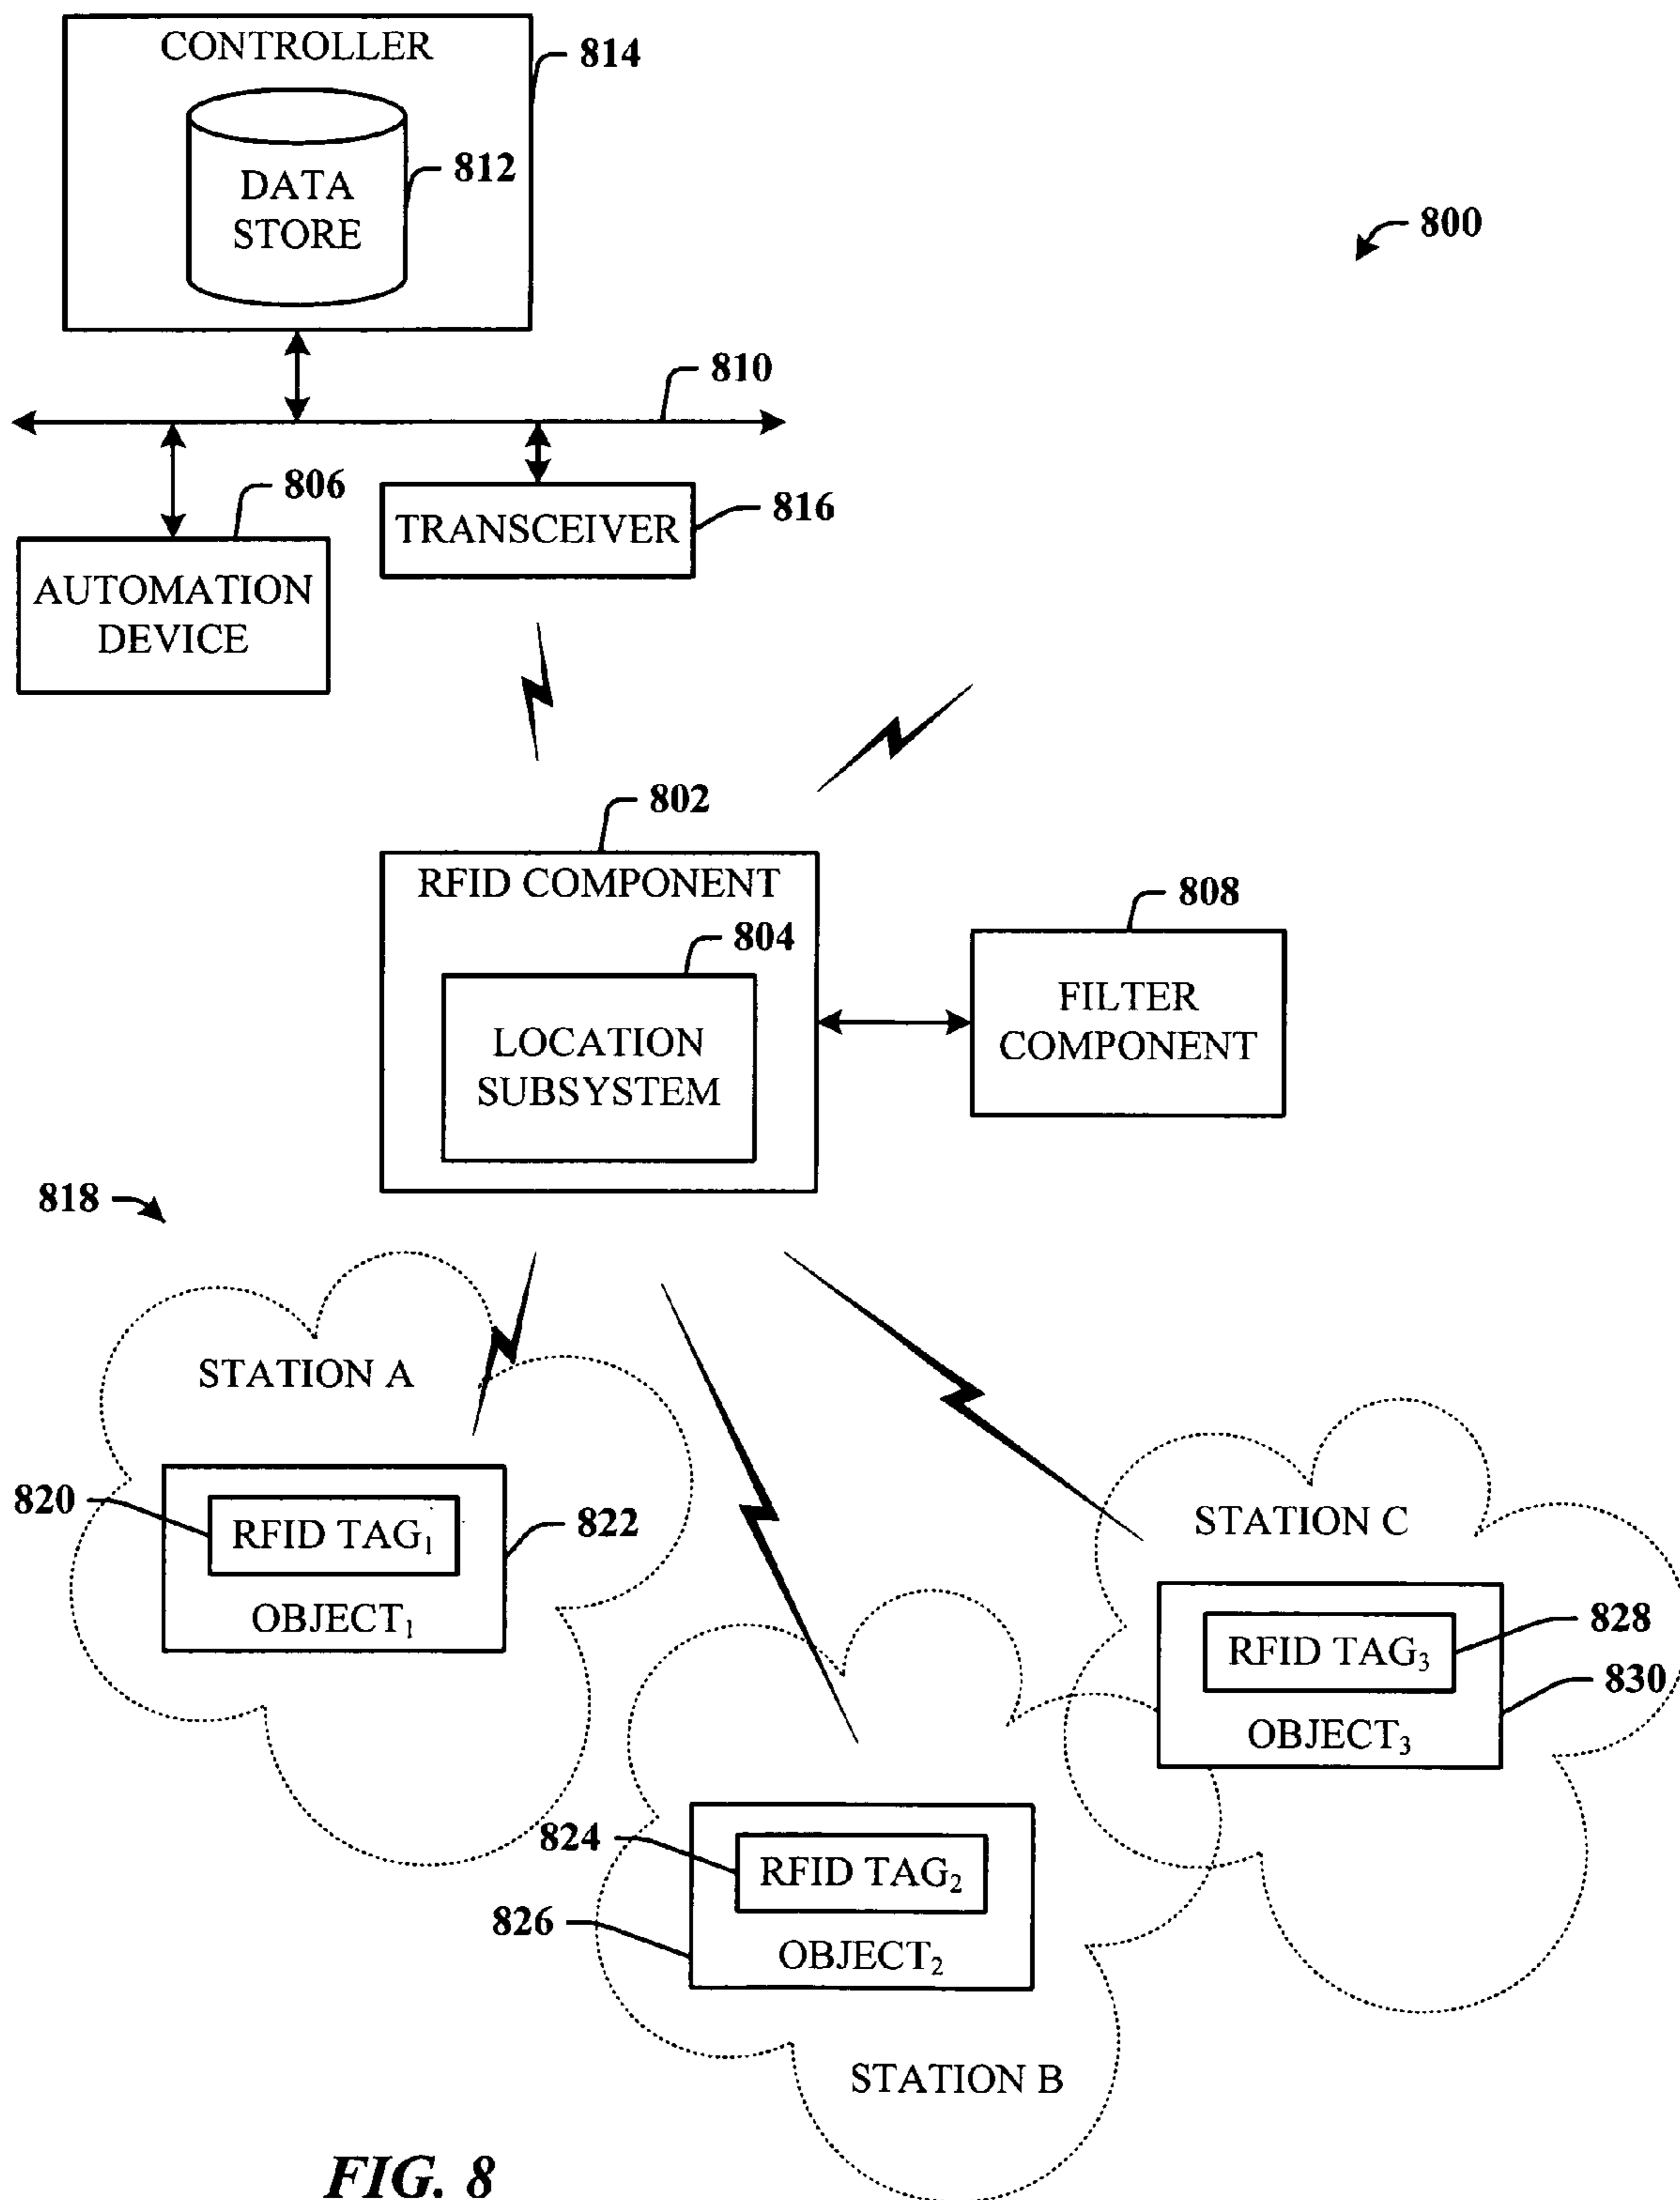 CONTROLLER
814
DATA
STORE
812
800
810
806
816
TRANSCEIVER
AUTOMATION
DEVICE
802
RFID COMPONENT
808
804
FILTER
COMPONENT
LOCATION
SUBSYSTEM
818
STATION A
820
RFID TAG₁
822
OBJECT₁
STATION C
828
RFID TAG₃
830
OBJECT₃
824
RFID TAG₂
826
OBJECT₂
STATION B
FIG. 8